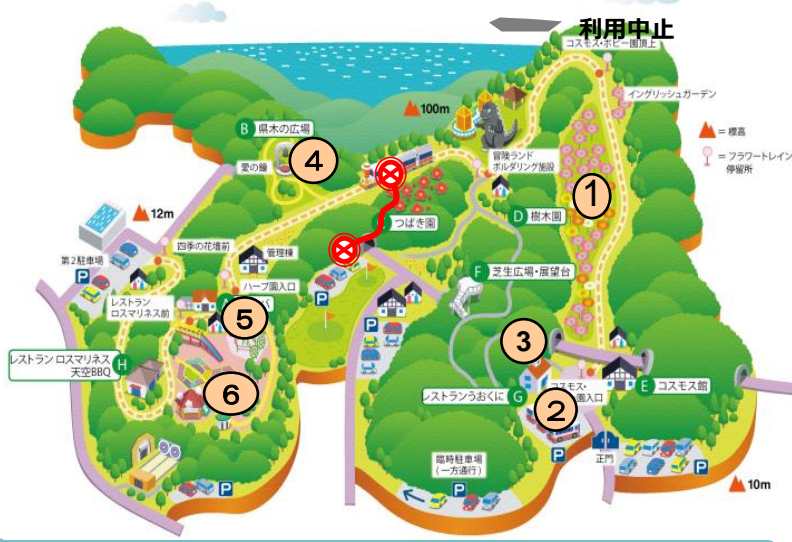 利用中止
コスモス・ポピー園頂上
イングリッシュガーデン
100m
=標高
=フラワートレイン
停留所
B 県木の広場
愛の鐘
4
冒険ランド
ボルダリング施設
1
12m
D 樹木園
つばき園
四季の花壇前
管理棟
第2駐車場
P
F 芝生広場・展望台
ハーブ園入口
P
レストラン
ロスマリネス前
5
3
レストラン ロスマリネス
天空BBQ
H
6
P
レストランうおくに G
コスモス・
園入口
2
E コスモス館
臨時駐車場
(一方通行)
P
正門
P
P
P
10m